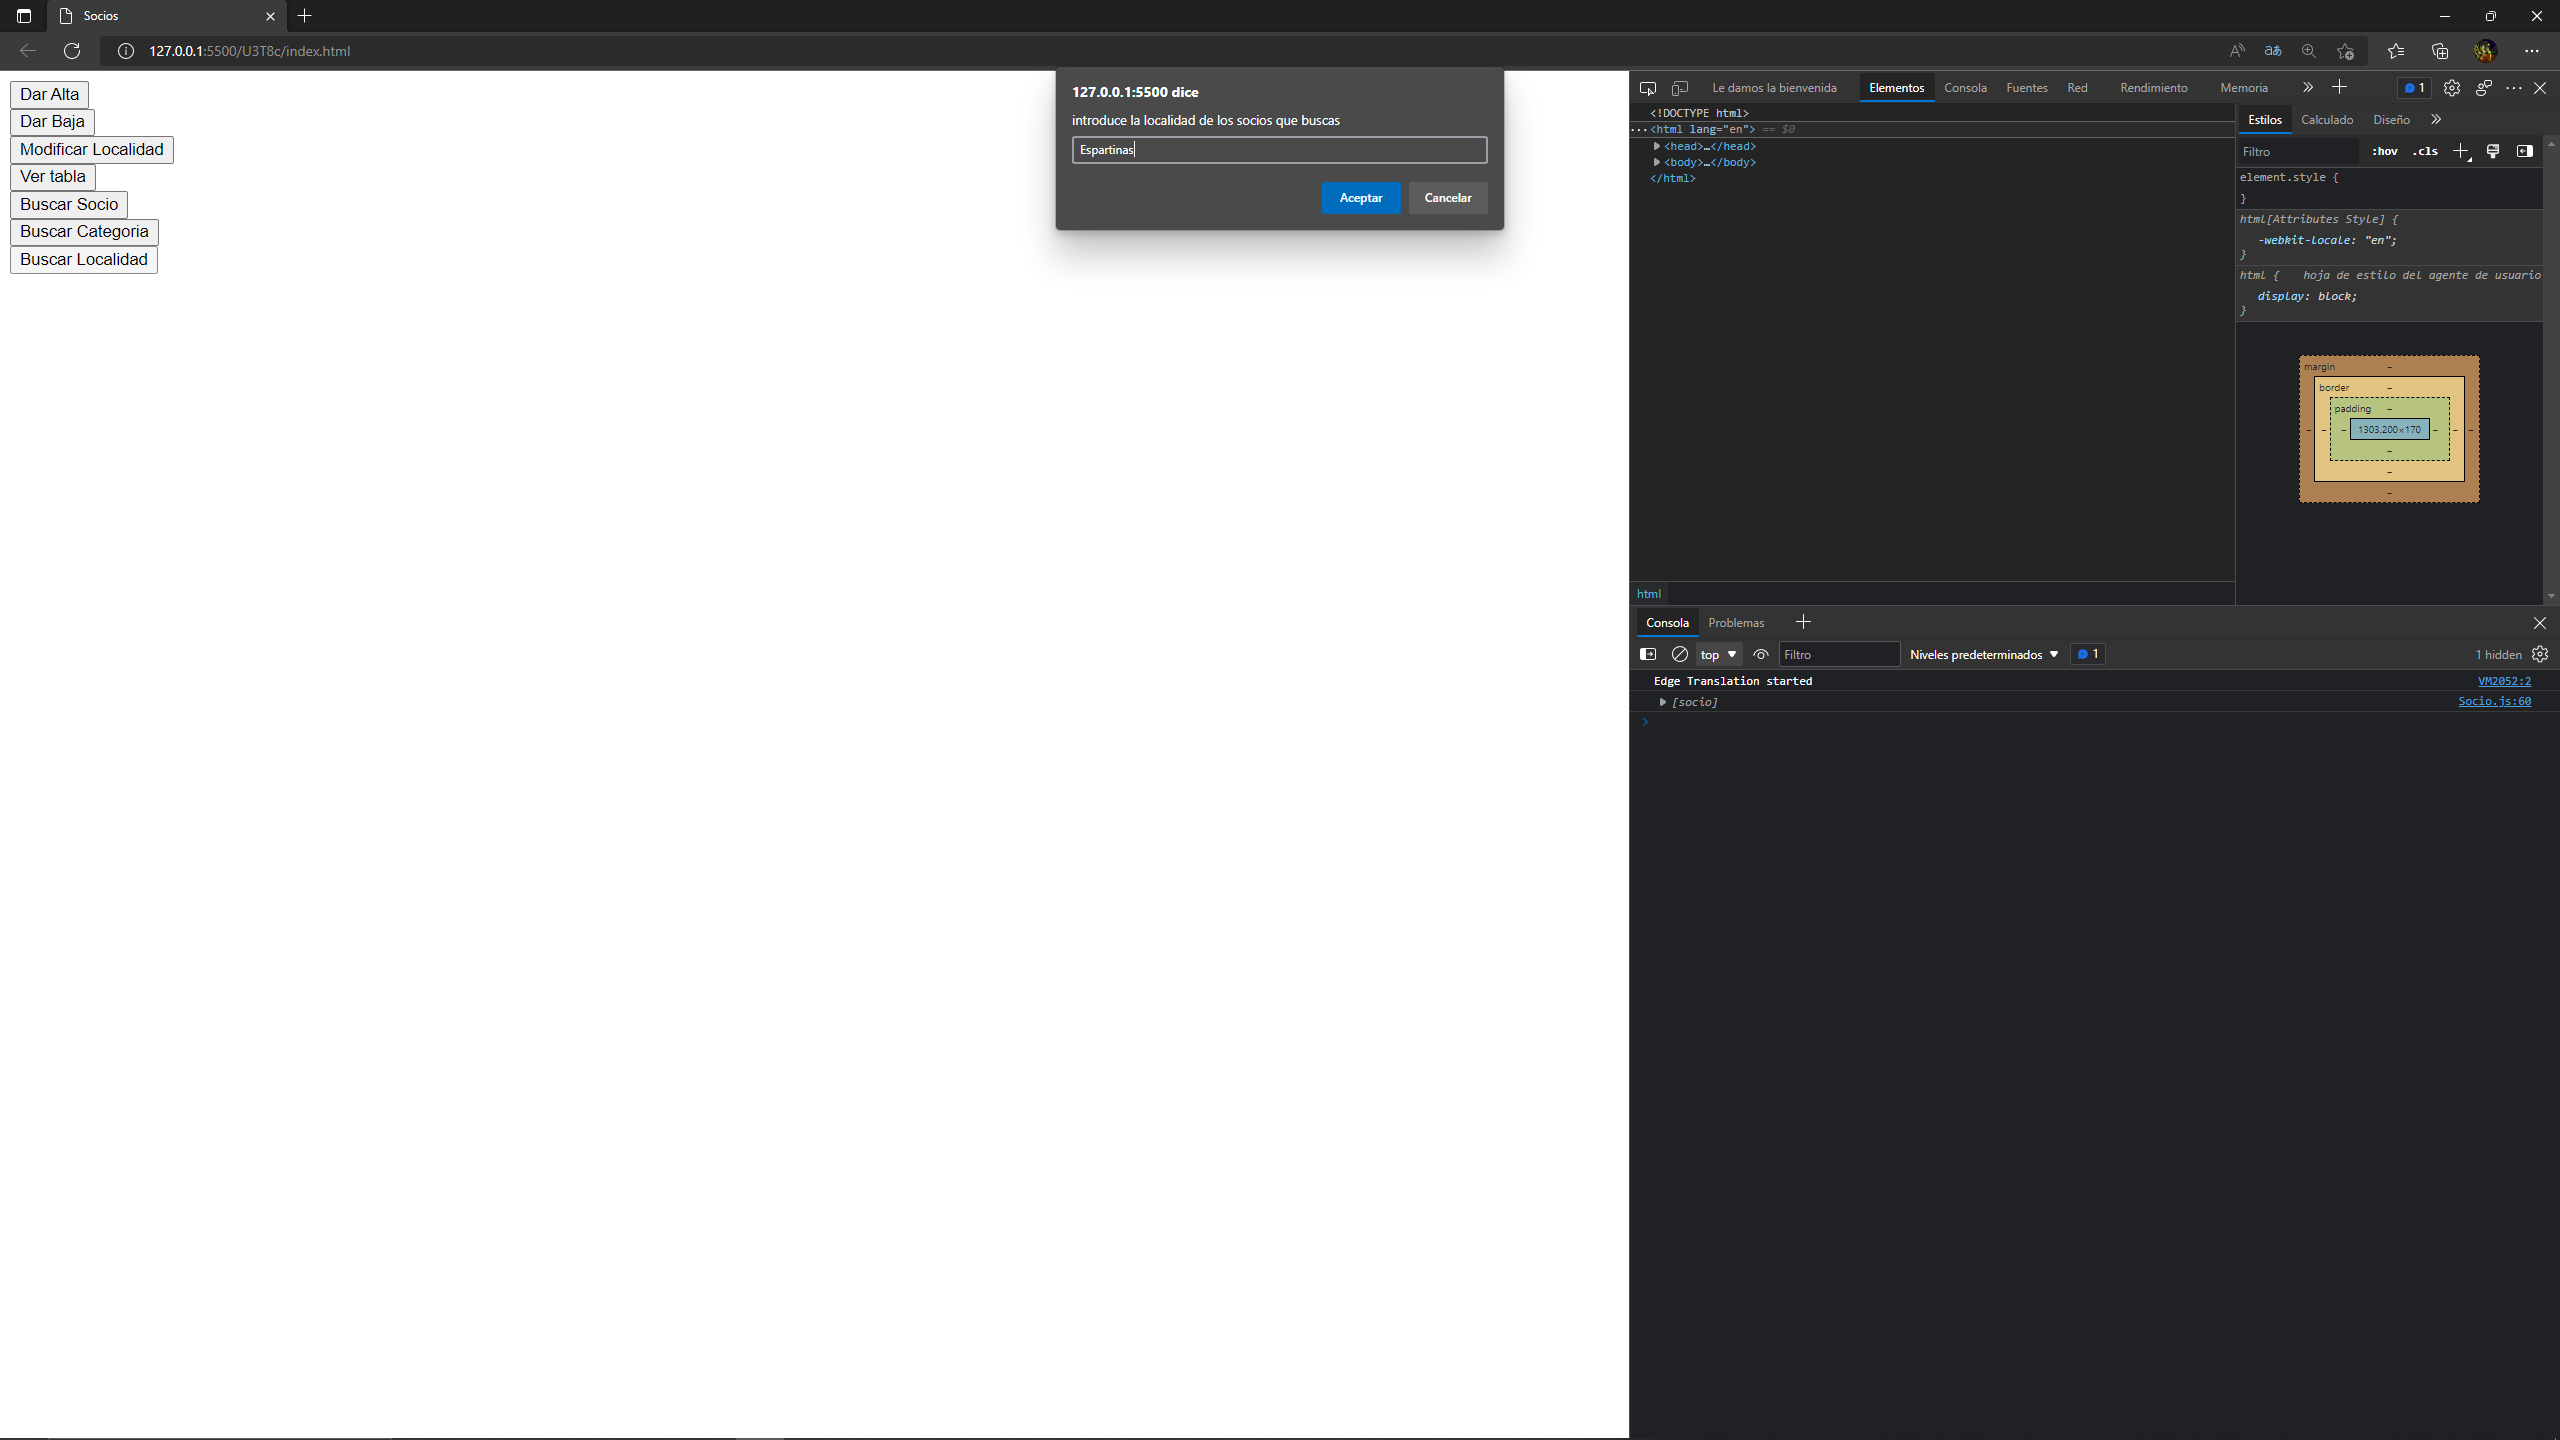 Socios
127.0.0.1:5500/U3T8c/index.html
Dar Alta
Dar Baja
Modificar Localidad
Ver tabla
Buscar Socio
Buscar Categoria
Buscar Localidad
127.0.0.1:5500 dice
introduce la localidad de los socios que buscas
Espartinas
Aceptar Cancelar
Le damos la bienvenida Elementos Consola Fuentes Red Rendimiento Memoria 1
<!DOCTYPE html>
<html lang="en"> == $0
<head>…</head>
<body>…</body>
</html>
html
Estilos Calculado Diseño
Filtro :hov .cls
element.style {
}
html[Attributes Style] {
-webkit-locale: "en";
}
html { hoja de estilo del agente de usuario
display: block;
}
margin –
border –
padding –
– – – 1303.200×170 – – –
–
–
–
Consola Problemas
top Filtro Niveles predeterminados 1 1 hidden
Edge Translation started VM2052:2
[socio] Socio.js:60